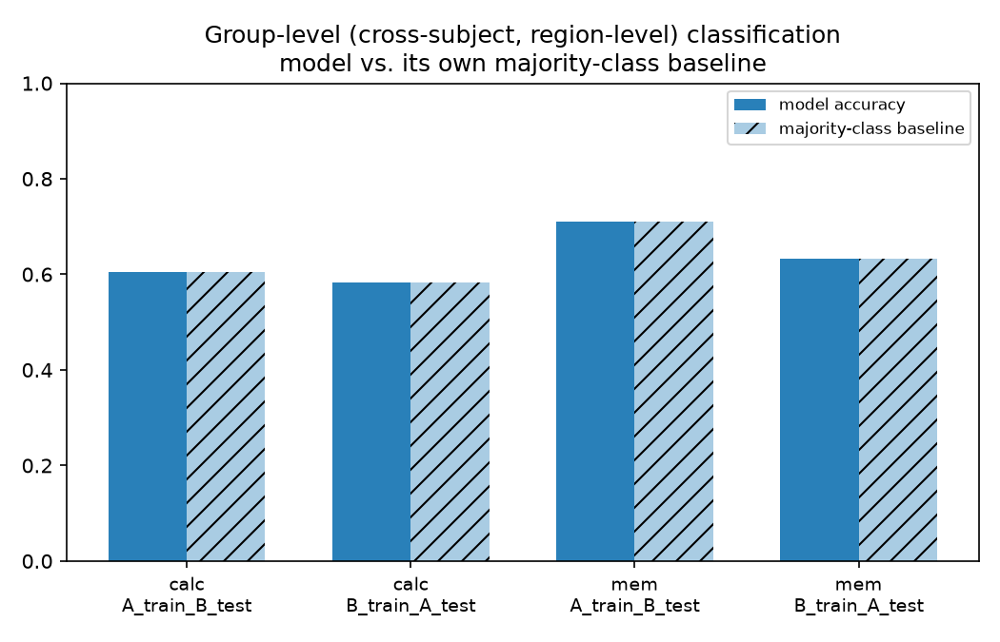 Group-level (cross-subject, region-level) classification
model vs. its own majority-class baseline
model accuracy
majority-class baseline
1.0
0.8
0.6
0.4
0.2
0.0
calc
A_train_B_test
calc
B_train_A_test
mem
A_train_B_test
mem
B_train_A_test